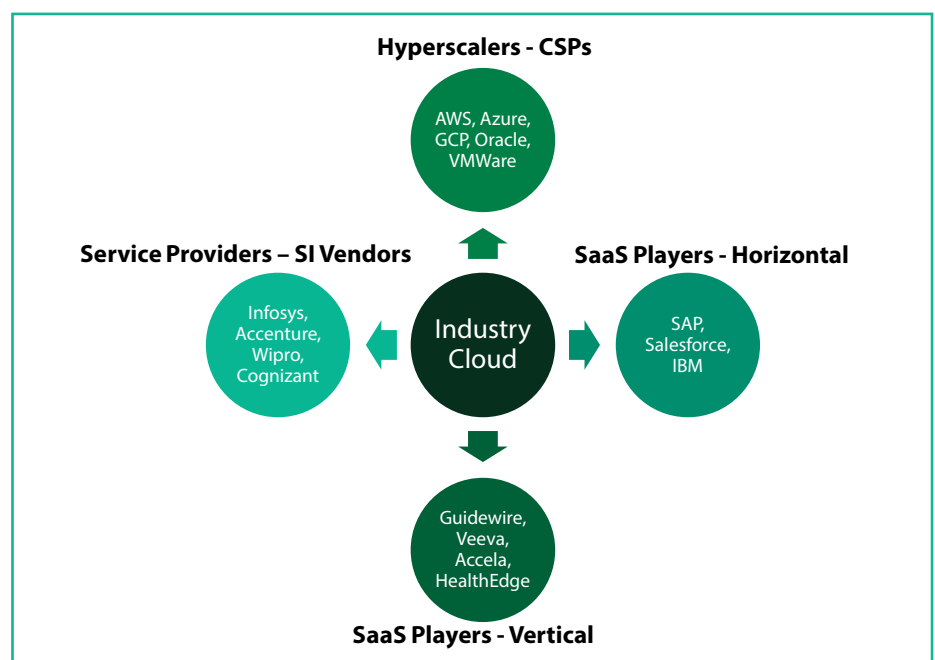 Hyperscalers - CSPs
AWS, Azure,
GCP, Oracle,
VMWare
Service Providers – SI Vendors
Infosys,
Accenture,
Wipro,
Cognizant
Industry
Cloud
SaaS Players - Horizontal
SAP,
Salesforce,
IBM
Guidewire,
Veeva,
Accela,
HealthEdge
SaaS Players - Vertical